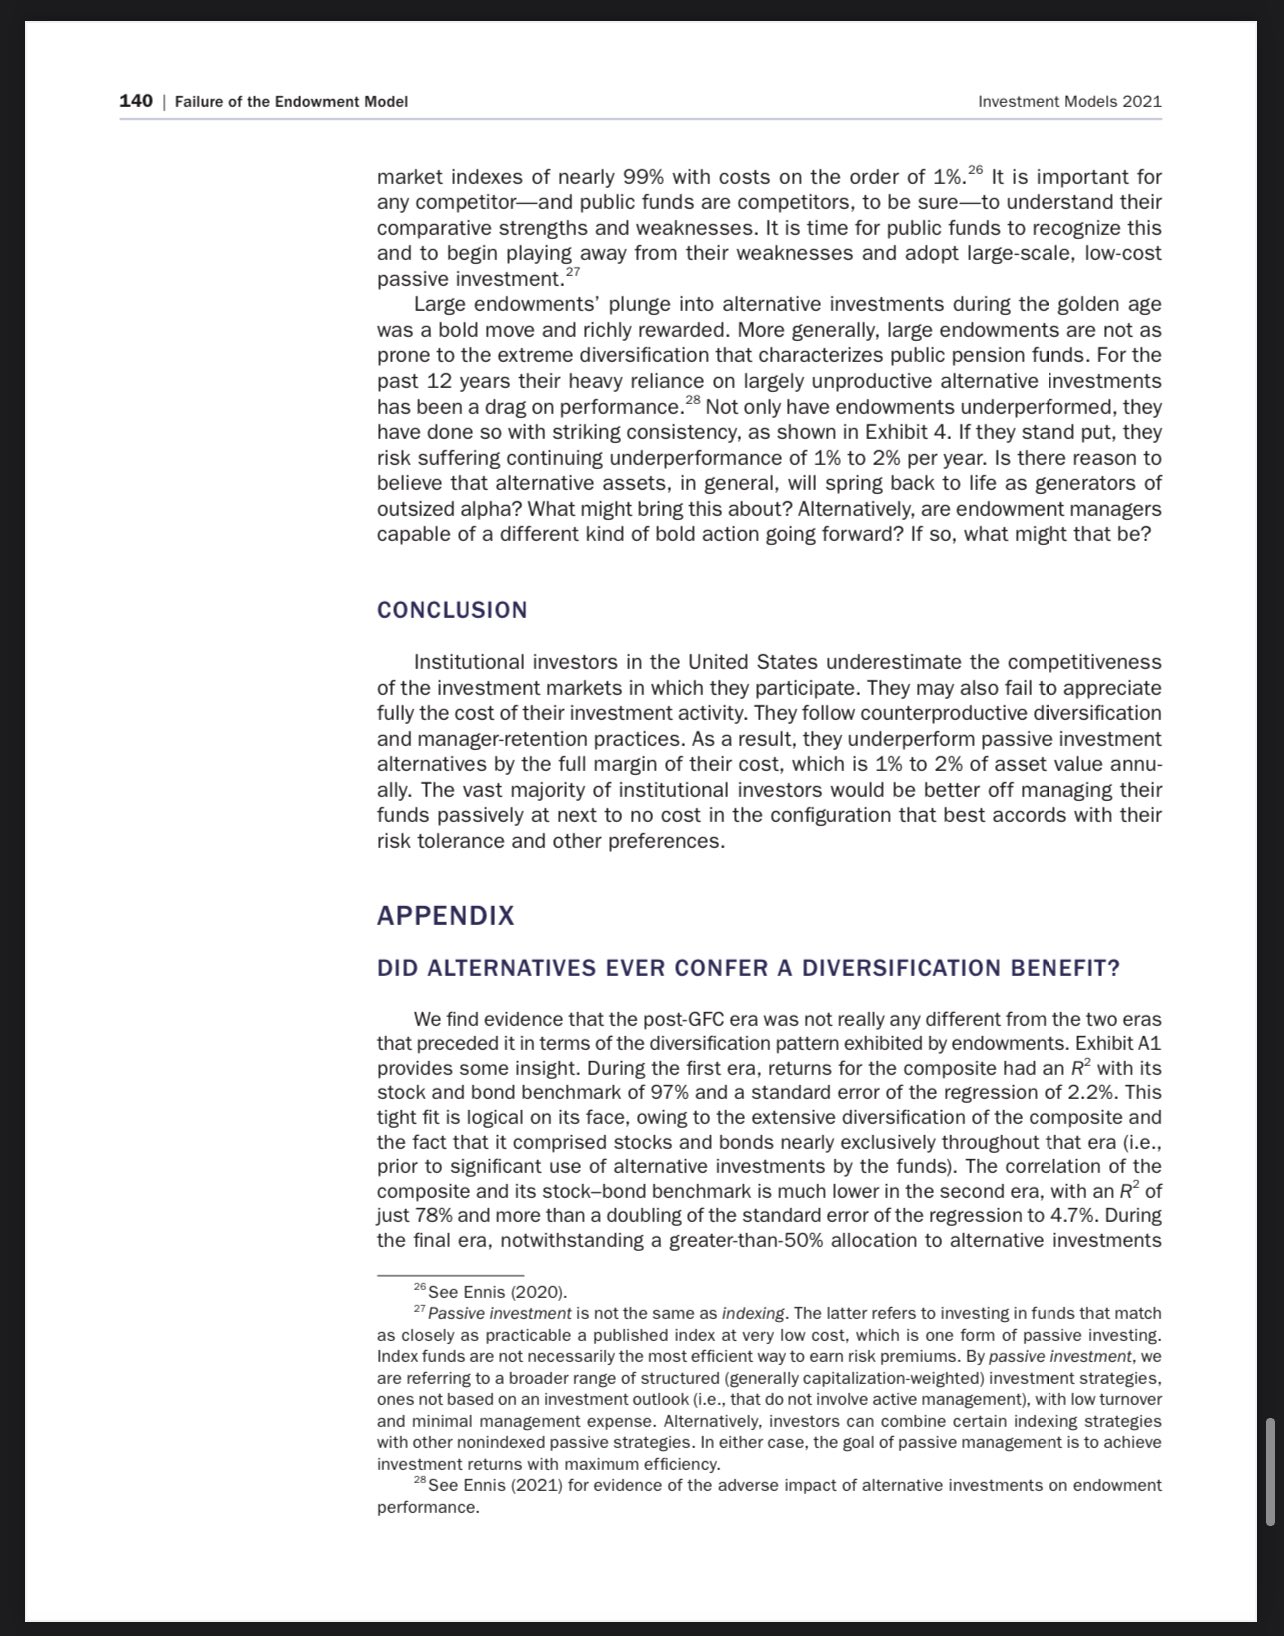 140 | Failure of the Endowment Model
Investment Models 2021
market indexes of nearly 99% with costs on the order of 1%.26 It is important for
any competitor—and public funds are competitors, to be sure—to understand their
comparative strengths and weaknesses. It is time for public funds to recognize this
and to begin playing away from their weaknesses and adopt large-scale, low-cost
passive investment.27
Large endowments’ plunge into alternative investments during the golden age
was a bold move and richly rewarded. More generally, large endowments are not as
prone to the extreme diversification that characterizes public pension funds. For the
past 12 years their heavy reliance on largely unproductive alternative investments
has been a drag on performance.28 Not only have endowments underperformed, they
have done so with striking consistency, as shown in Exhibit 4. If they stand put, they
risk suffering continuing underperformance of 1% to 2% per year. Is there reason to
believe that alternative assets, in general, will spring back to life as generators of
outsized alpha? What might bring this about? Alternatively, are endowment managers
capable of a different kind of bold action going forward? If so, what might that be?
CONCLUSION
Institutional investors in the United States underestimate the competitiveness
of the investment markets in which they participate. They may also fail to appreciate
fully the cost of their investment activity. They follow counterproductive diversification
and manager-retention practices. As a result, they underperform passive investment
alternatives by the full margin of their cost, which is 1% to 2% of asset value annu-
ally. The vast majority of institutional investors would be better off managing their
funds passively at next to no cost in the configuration that best accords with their
risk tolerance and other preferences.
APPENDIX
DID ALTERNATIVES EVER CONFER A DIVERSIFICATION BENEFIT?
We find evidence that the post-GFC era was not really any different from the two eras
that preceded it in terms of the diversification pattern exhibited by endowments. Exhibit A1
provides some insight. During the first era, returns for the composite had an R2 with its
stock and bond benchmark of 97% and a standard error of the regression of 2.2%. This
tight fit is logical on its face, owing to the extensive diversification of the composite and
the fact that it comprised stocks and bonds nearly exclusively throughout that era (i.e.,
prior to significant use of alternative investments by the funds). The correlation of the
composite and its stock–bond benchmark is much lower in the second era, with an R2 of
just 78% and more than a doubling of the standard error of the regression to 4.7%. During
the final era, notwithstanding a greater-than-50% allocation to alternative investments
26 See Ennis (2020).
27 Passive investment is not the same as indexing. The latter refers to investing in funds that match
as closely as practicable a published index at very low cost, which is one form of passive investing.
Index funds are not necessarily the most efficient way to earn risk premiums. By passive investment, we
are referring to a broader range of structured (generally capitalization-weighted) investment strategies,
ones not based on an investment outlook (i.e., that do not involve active management), with low turnover
and minimal management expense. Alternatively, investors can combine certain indexing strategies
with other nonindexed passive strategies. In either case, the goal of passive management is to achieve
investment returns with maximum efficiency.
28 See Ennis (2021) for evidence of the adverse impact of alternative investments on endowment
performance.